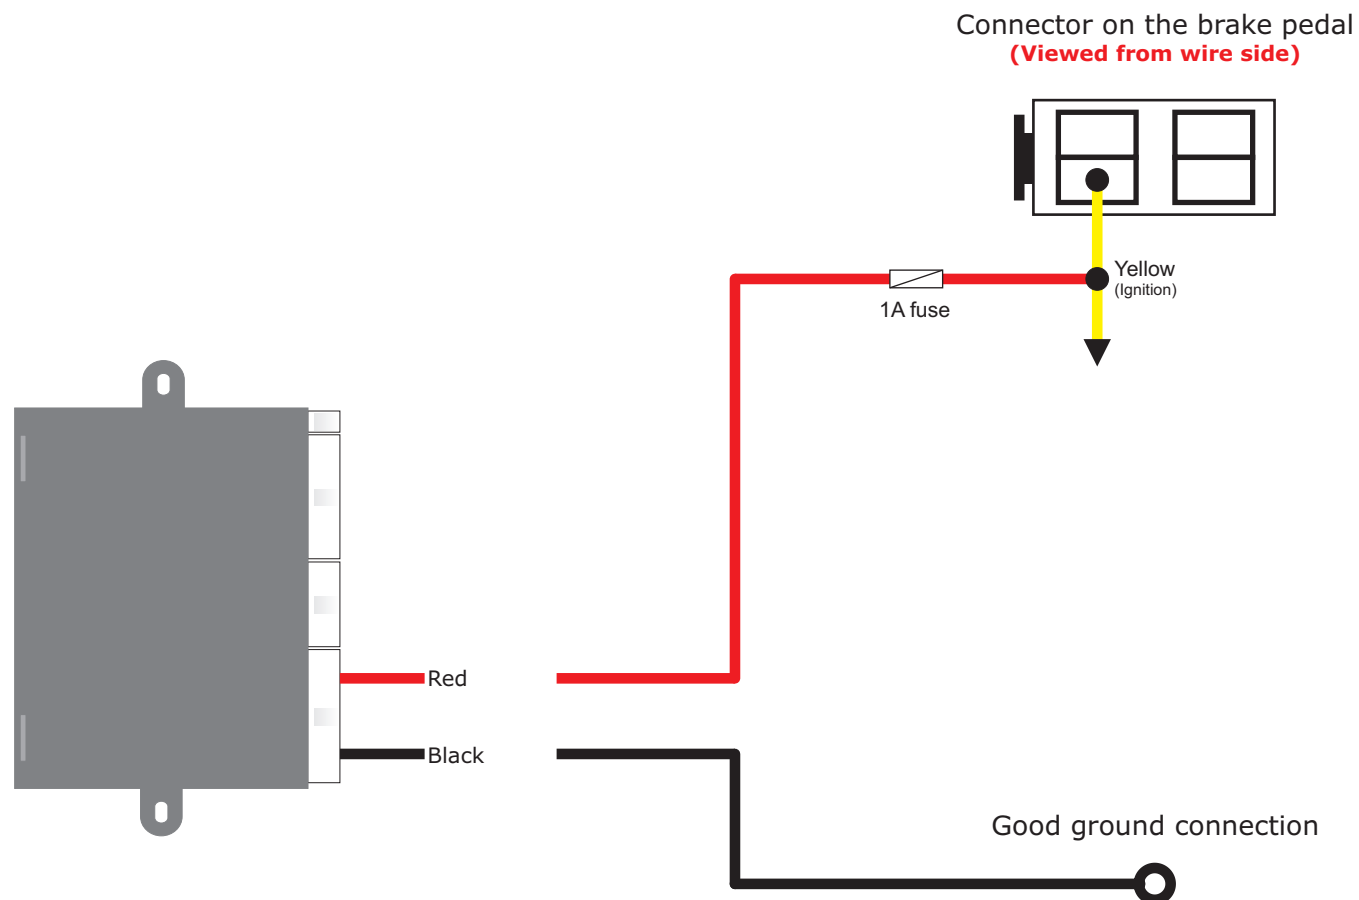 Connector on the brake pedal
(Viewed from wire side)
Yellow
(Ignition)
1A fuse
Red
Black
Good ground connection